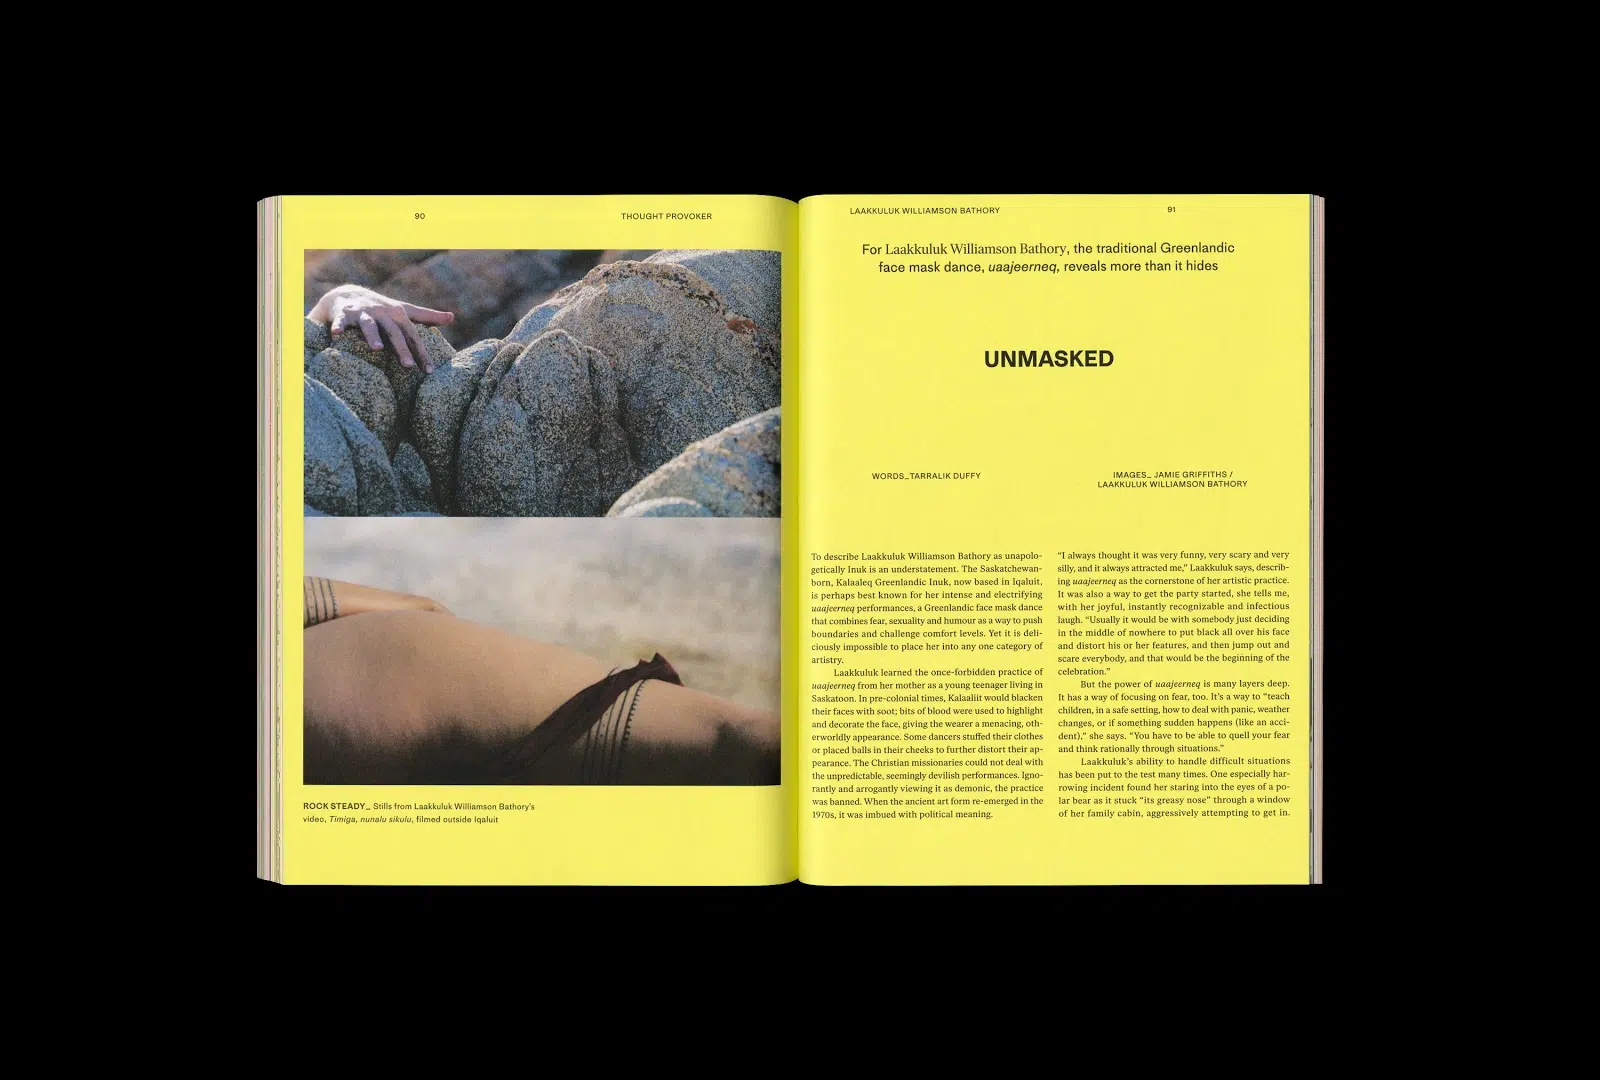 90
THOUGHT PROVOKER
ROCK STEADY_ Stills from Laakkuluk Williamson Bathory's
video, Timiga, nunalu sikulu, filmed outside Iqaluit
LAAKKULUK WILLIAMSON BATHORY
91
For Laakkuluk Williamson Bathory, the traditional Greenlandic
face mask dance, uaajeerneq, reveals more than it hides
UNMASKED
WORDS_TARRALIK DUFFY
IMAGES_ JAMIE GRIFFITHS /
LAAKKULUK WILLIAMSON BATHORY
To describe Laakkuluk Williamson Bathory as unapolo-
getically Inuk is an understatement. The Saskatchewan-
born, Kalaaleq Greenlandic Inuk, now based in Iqaluit,
is perhaps best known for her intense and electrifying
uaajeerneq performances, a Greenlandic face mask dance
that combines fear, sexuality and humour as a way to push
boundaries and challenge comfort levels. Yet it is deli-
ciously impossible to place her into any one category of
artistry.
Laakkuluk learned the once-forbidden practice of
uaajeerneq from her mother as a young teenager living in
Saskatoon. In pre-colonial times, Kalaaliit would blacken
their faces with soot; bits of blood were used to highlight
and decorate the face, giving the wearer a menacing, oth-
erworldly appearance. Some dancers stuffed their clothes
or placed balls in their cheeks to further distort their ap-
pearance. The Christian missionaries could not deal with
the unpredictable, seemingly devilish performances. Igno-
rantly and arrogantly viewing it as demonic, the practice
was banned. When the ancient art form re-emerged in the
1970s, it was imbued with political meaning.
“I always thought it was very funny, very scary and very
silly, and it always attracted me,” Laakkuluk says, describ-
ing uaajeerneq as the cornerstone of her artistic practice.
It was also a way to get the party started, she tells me,
with her joyful, instantly recognizable and infectious
laugh. “Usually it would be with somebody just deciding
in the middle of nowhere to put black all over his face
and distort his or her features, and then jump out and
scare everybody, and that would be the beginning of the
celebration.”
But the power of uaajeerneq is many layers deep.
It has a way of focusing on fear, too. It’s a way to “teach
children, in a safe setting, how to deal with panic, weather
changes, or if something sudden happens (like an acci-
dent),” she says. “You have to be able to quell your fear
and think rationally through situations.”
Laakkuluk’s ability to handle difficult situations
has been put to the test many times. One especially har-
rowing incident found her staring into the eyes of a po-
lar bear as it stuck “its greasy nose” through a window
of her family cabin, aggressively attempting to get in.